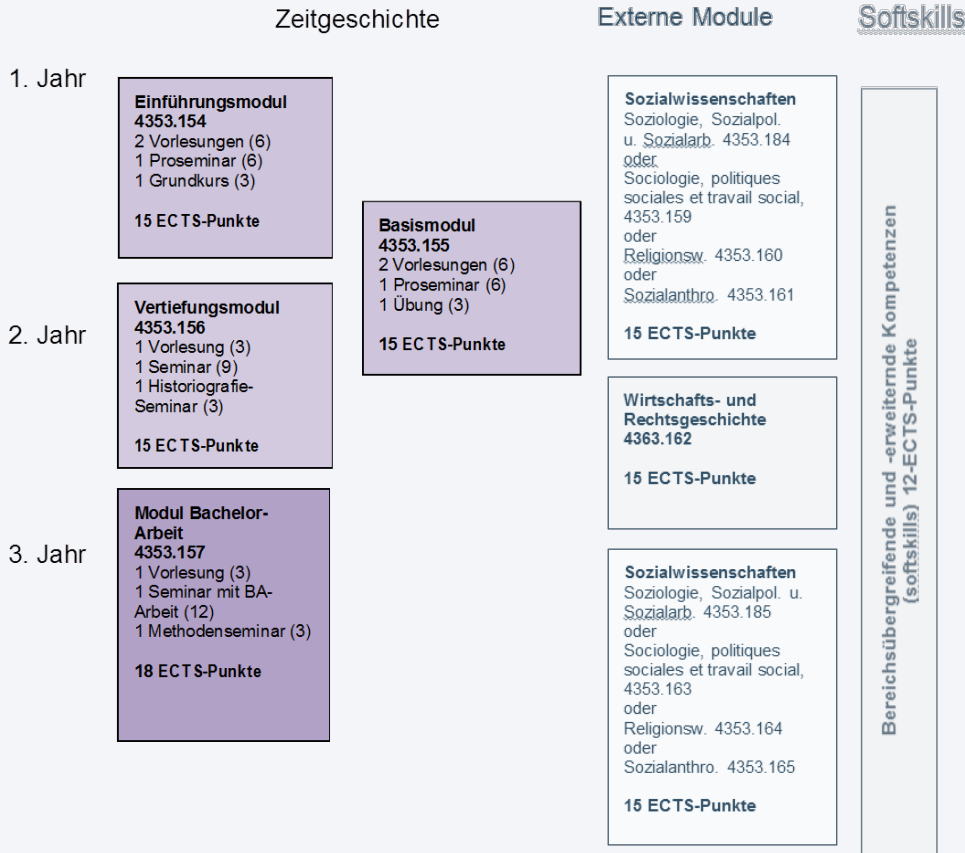 Zeitgeschichte
Externe Module
Softskills
1. Jahr
Einführungsmodul
4353.154
2 Vorlesungen (6)
1 Proseminar (6)
1 Grundkurs (3)
15 ECTS-Punkte
Basismodul
4353.155
2 Vorlesungen (6)
1 Proseminar (6)
1 Übung (3)
15 ECTS-Punkte
2. Jahr
Vertiefungsmodul
4353.156
1 Vorlesung (3)
1 Seminar (9)
1 Historiografie-
Seminar (3)
15 ECTS-Punkte
3. Jahr
Modul Bachelor-
Arbeit
4353.157
1 Vorlesung (3)
1 Seminar mit BA-
Arbeit (12)
1 Methodenseminar (3)
18 ECTS-Punkte
Sozialwissenschaften
Soziologie, Sozialpol.
u. Sozialarb. 4353.184
oder
Sociologie, politiques
sociales et travail social,
4353.159
oder
Religionsw. 4353.160
oder
Sozialanthro. 4353.161
15 ECTS-Punkte
Wirtschafts- und
Rechtsgeschichte
4363.162
15 ECTS-Punkte
Sozialwissenschaften
Soziologie, Sozialpol. u.
Sozialarb. 4353.185
oder
Sociologie, politiques
sociales et travail social,
4353.163
oder
Religionsw. 4353.164
oder
Sozialanthro. 4353.165
15 ECTS-Punkte
Bereichsübergreifende und -erweiternde Kompetenzen
(softskills) 12-ECTS-Punkte